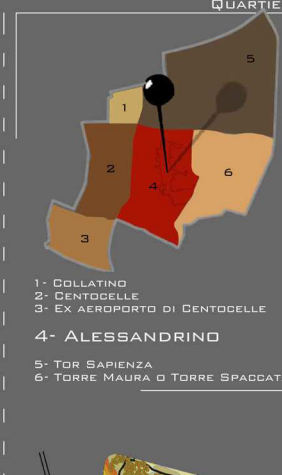 QUARTIE
5
1
2
4
6
3
1- COLLATINO
2- CENTOCELLE
3- EX AEROPORTO DI CENTOCELLE
4- ALESSANDRINO
5- TOR SAPIENZA
6- TORRE MAURA O TORRE SPACCAT